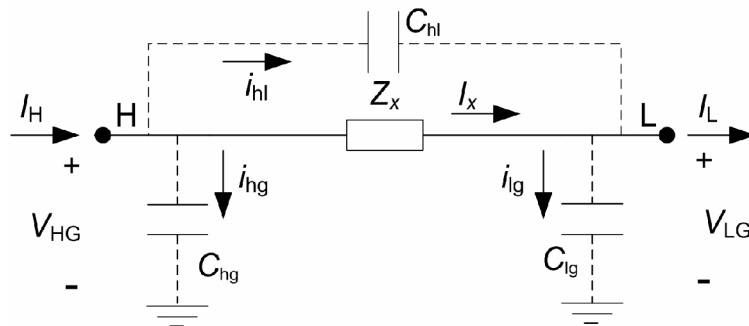 C_hl
i_hl
Z_x I_x
I_H H L I_L
+ i_hg i_lg +
V_HG C_hg C_lg V_LG
- -